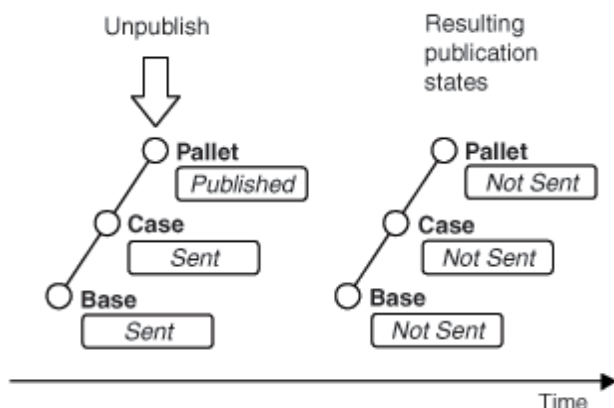 Unpublish
Resulting
publication
states
Pallet
Published
Case
Sent
Base
Sent
Pallet
Not Sent
Case
Not Sent
Base
Not Sent
Time